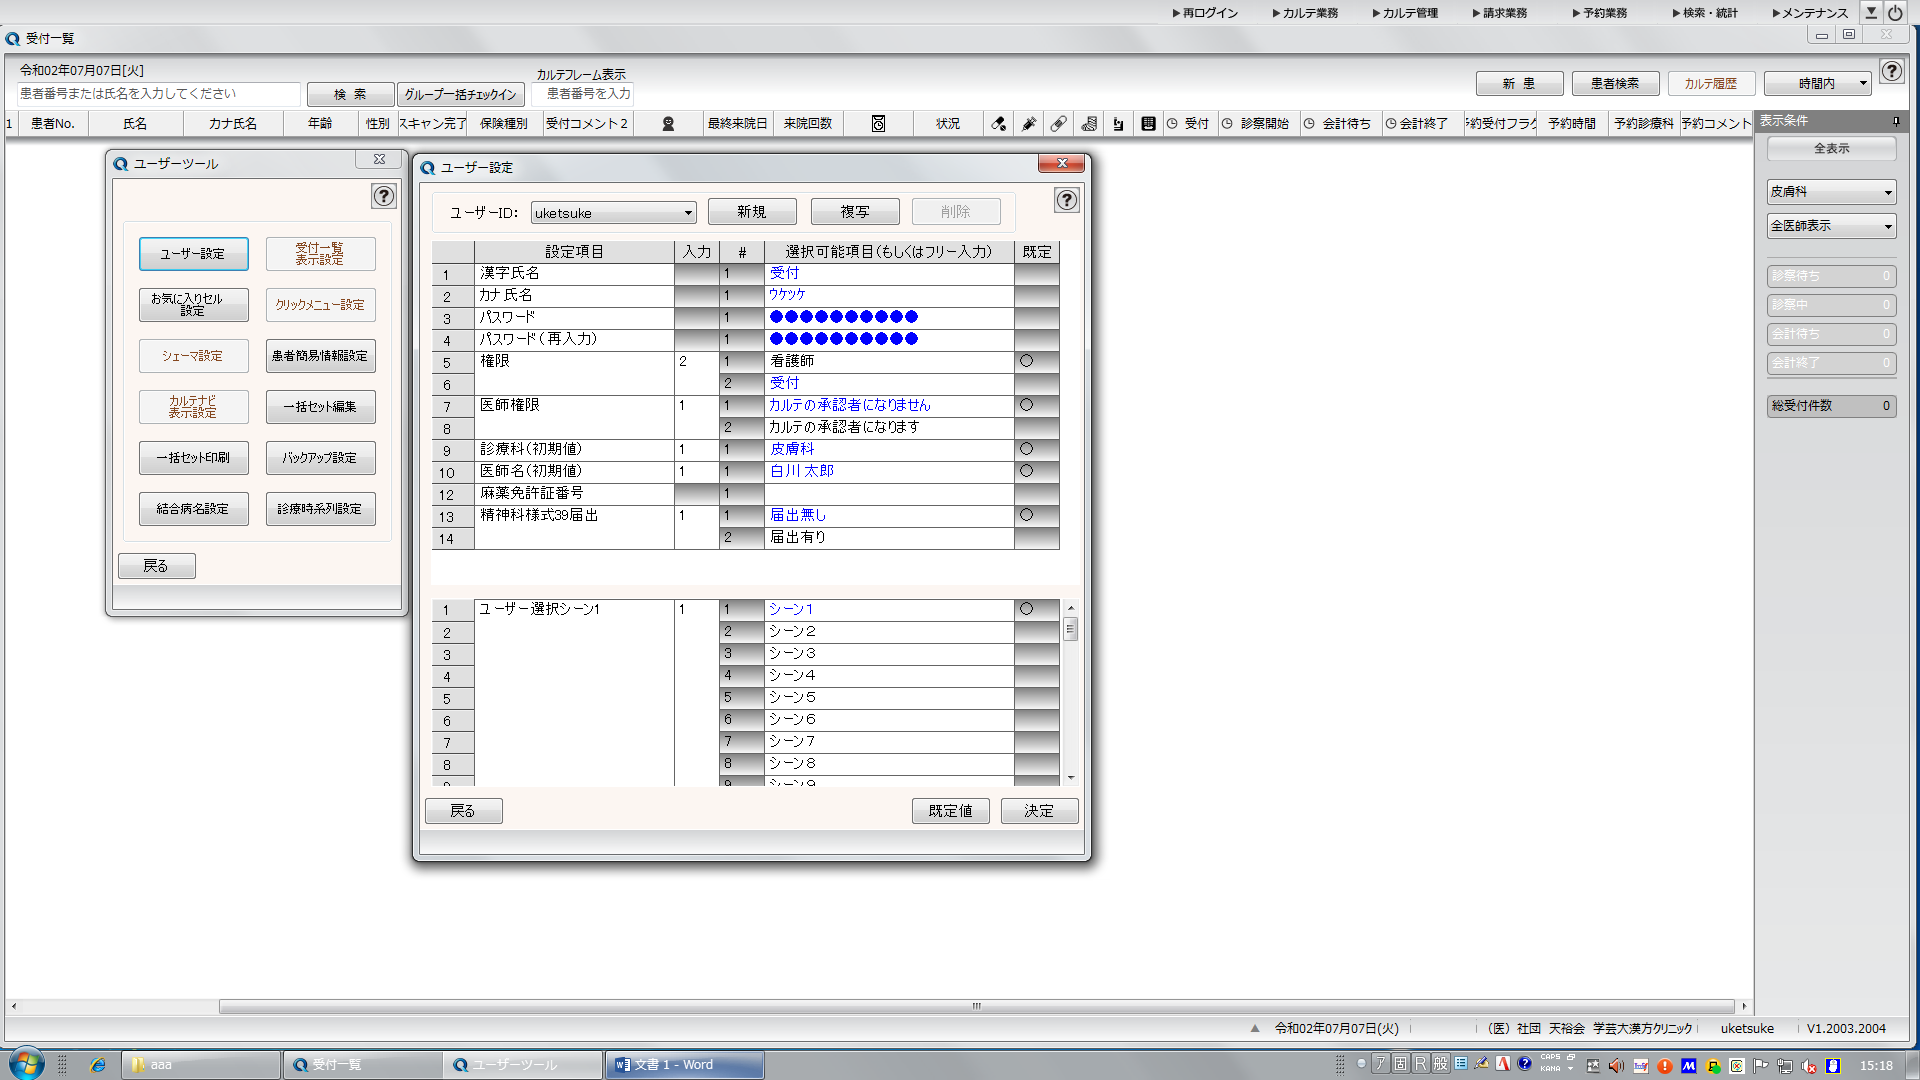 ▶再ログイン ▶カルテ業務 ▶カルテ管理 ▶請求業務 ▶予約業務 ▶検索・統計 ▶メンテナンス
受付一覧
令和02年07月07日[火]
カルテフレーム表示
患者番号または氏名を入力してください 検 索 グループ一括チェックイン 患者番号を入力 新 患 患者検索 カルテ履歴 時間内
1 患者No. 氏名 カナ氏名 年齢 性別 スキャン完了 保険種別 受付コメント2 最終来院日 来院回数 状況 受付 診察開始 会計待ち 会計終了 予約受付フラグ 予約時間 予約診療科 予約コメント
表示条件
全表示
皮膚科
全医師表示
診察待ち 0
診察中 0
会計待ち 0
会計終了 0
総受付件数 0
ユーザーツール
ユーザー設定 受付一覧表示設定
お気に入りセル設定 クリックメニュー設定
シェーマ設定 患者簡易情報設定
カルテナビ表示設定 一括セット編集
一括セット印刷 バックアップ設定
結合病名設定 診療時系列設定
戻る
ユーザー設定
ユーザーID: uketsuke 新規 複写 削除
設定項目 入力 # 選択可能項目(もしくはフリー入力) 既定
1 漢字氏名 1 受付
2 カナ氏名 1 ウケツケ
3 パスワード 1 ●●●●●●●●●●
4 パスワード(再入力) 1 ●●●●●●●●●●
5 権限 2 1 看護師 ○
6 2 受付
7 医師権限 1 1 カルテの承認者になりません ○
8 2 カルテの承認者になります
9 診療科(初期値) 1 1 皮膚科 ○
10 医師名(初期値) 1 1 白川 太郎 ○
12 麻薬免許証番号 1
13 精神科様式39届出 1 1 届出無し ○
14 2 届出有り
1 ユーザー選択シーン1 1 1 シーン1 ○
2 2 シーン2
3 3 シーン3
4 4 シーン4
5 5 シーン5
6 6 シーン6
7 7 シーン7
8 8 シーン8
9 9 シーン9
戻る 既定値 決定
令和02年07月07日(火) (医)社団 天裕会 学芸大漢方クリニック uketsuke V1.2003.2004
aaa 受付一覧 ユーザーツール 文書 1 - Word ア 固 R 般 CAPS KANA 15:18